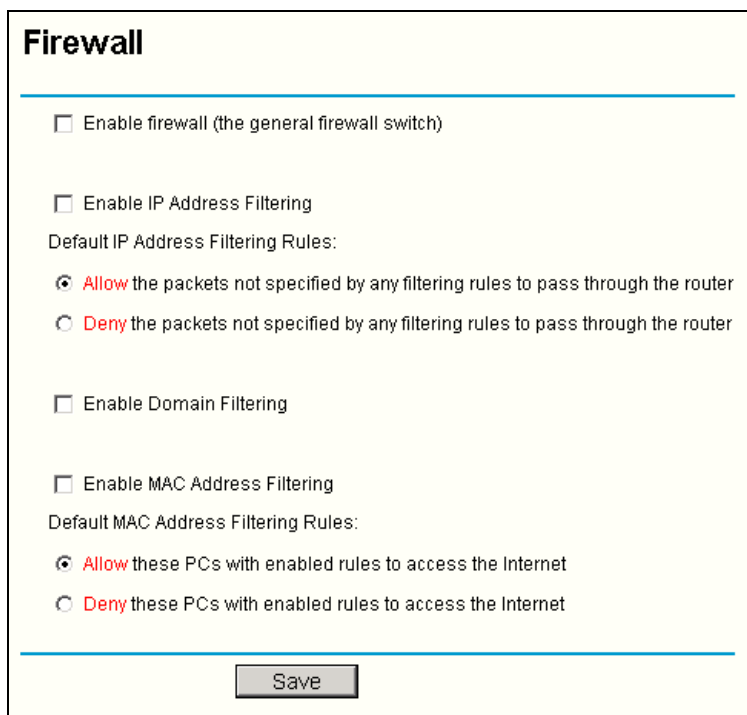 Firewall
Enable firewall (the general firewall switch)
Enable IP Address Filtering
Default IP Address Filtering Rules:
Allow the packets not specified by any filtering rules to pass through the router
Deny the packets not specified by any filtering rules to pass through the router
Enable Domain Filtering
Enable MAC Address Filtering
Default MAC Address Filtering Rules:
Allow these PCs with enabled rules to access the Internet
Deny these PCs with enabled rules to access the Internet
Save